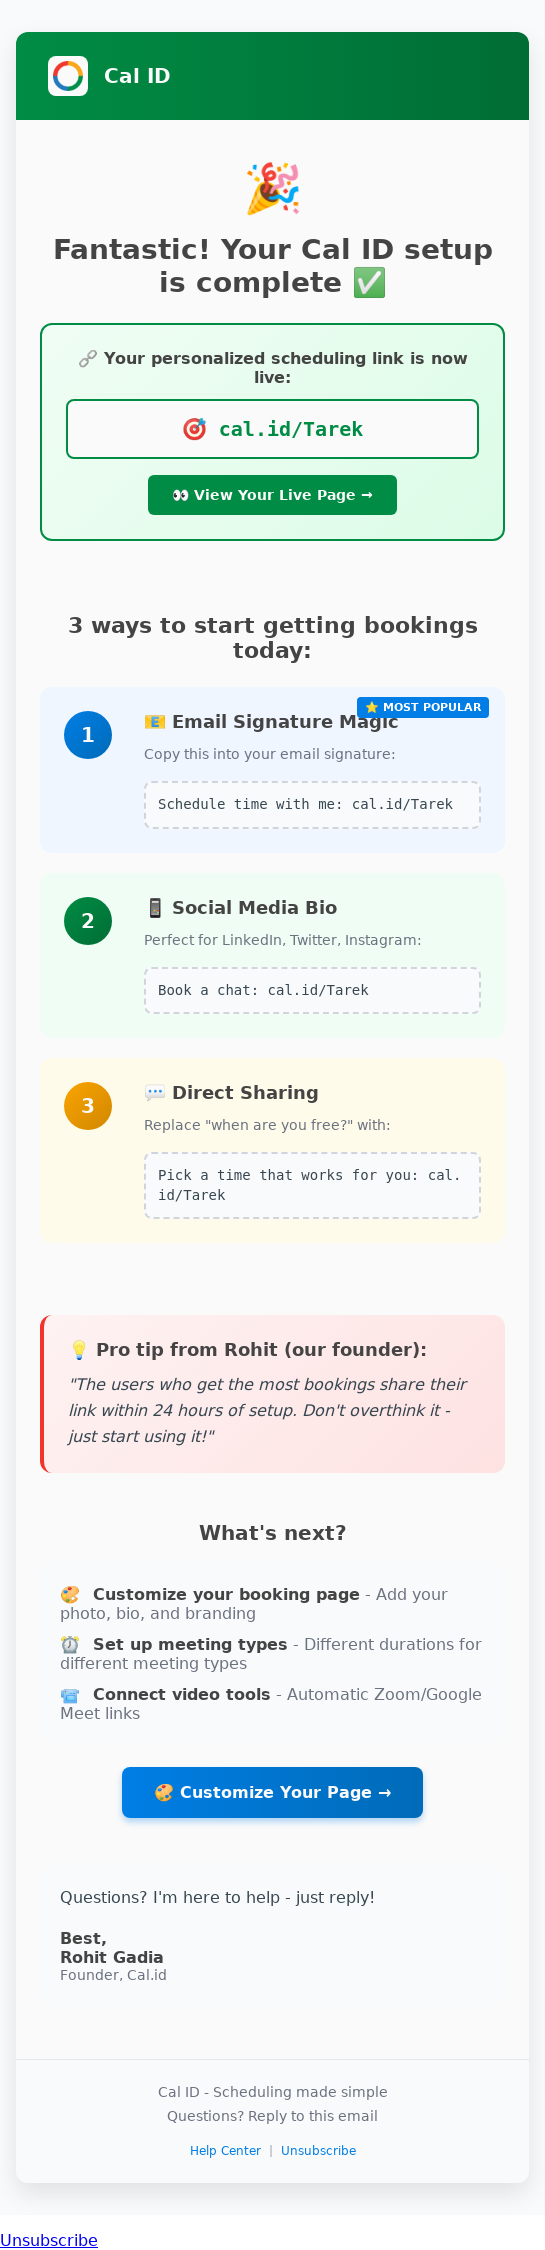 Cal ID
🎉
Fantastic! Your Cal ID setup
is complete ✅
🔗 Your personalized scheduling link is now
live:
🎯 cal.id/Tarek
👀 View Your Live Page →
3 ways to start getting bookings
today:
⭐ MOST POPULAR
1
📧 Email Signature Magic
Copy this into your email signature:
Schedule time with me: cal.id/Tarek
2
📱 Social Media Bio
Perfect for LinkedIn, Twitter, Instagram:
Book a chat: cal.id/Tarek
3
💬 Direct Sharing
Replace "when are you free?" with:
Pick a time that works for you: cal.
id/Tarek
💡 Pro tip from Rohit (our founder):
"The users who get the most bookings share their
link within 24 hours of setup. Don't overthink it -
just start using it!"
What's next?
🎨 Customize your booking page - Add your
photo, bio, and branding
⏰ Set up meeting types - Different durations for
different meeting types
📹 Connect video tools - Automatic Zoom/Google
Meet links
🎨 Customize Your Page →
Questions? I'm here to help - just reply!
Best,
Rohit Gadia
Founder, Cal.id
Cal ID - Scheduling made simple
Questions? Reply to this email
Help Center | Unsubscribe
Unsubscribe